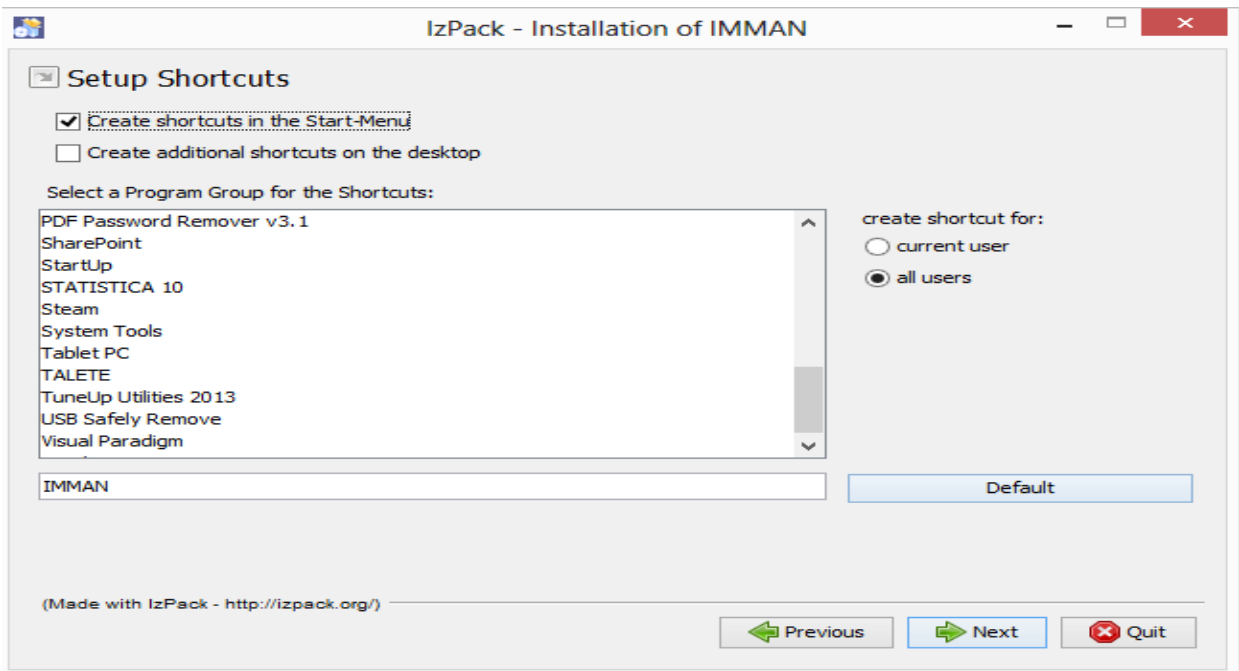 IzPack - Installation of IMMAN
Setup Shortcuts
Create shortcuts in the Start-Menu
Create additional shortcuts on the desktop
Select a Program Group for the Shortcuts:
PDF Password Remover v3.1
SharePoint
StartUp
STATISTICA 10
Steam
System Tools
Tablet PC
TALETE
TuneUp Utilities 2013
USB Safely Remove
Visual Paradigm
create shortcut for:
current user
all users
IMMAN
Default
(Made with IzPack - http://izpack.org/)
Previous
Next
Quit